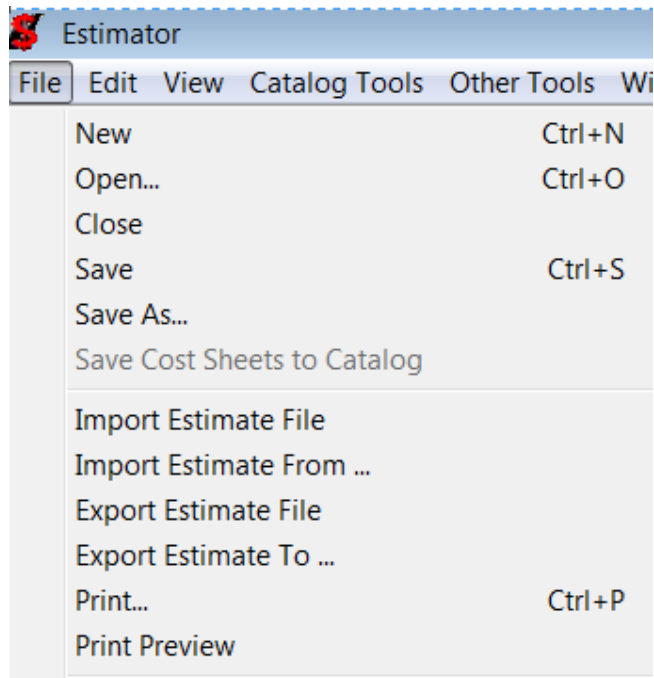 Estimator
File Edit View Catalog Tools Other Tools Wi
New Ctrl+N
Open... Ctrl+O
Close
Save Ctrl+S
Save As...
Save Cost Sheets to Catalog
Import Estimate File
Import Estimate From ...
Export Estimate File
Export Estimate To ...
Print... Ctrl+P
Print Preview